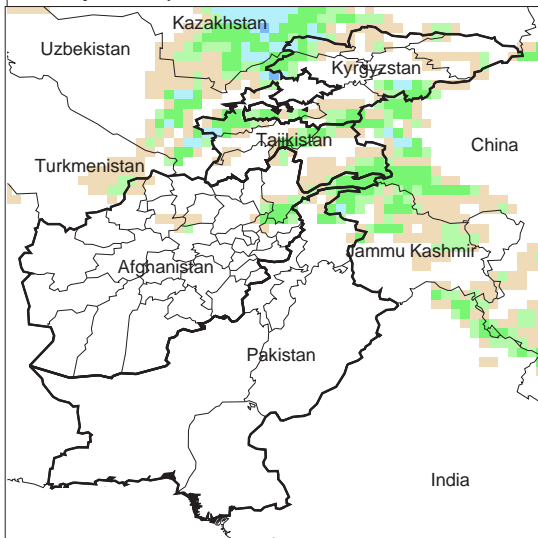 Kazakhstan
Uzbekistan
Kyrgyzstan
Tajikistan
China
Turkmenistan
Jammu Kashmir
Afghanistan
Pakistan
India